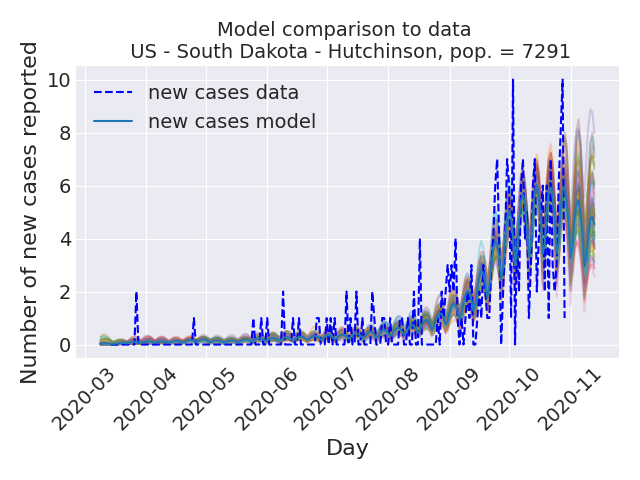 Model comparison to data
US - South Dakota - Hutchinson, pop. = 7291
Number of new cases reported
10
8
6
4
2
0
new cases data
new cases model
2020-03
2020-04
2020-05
2020-06
2020-07
2020-08
2020-09
2020-10
2020-11
Day